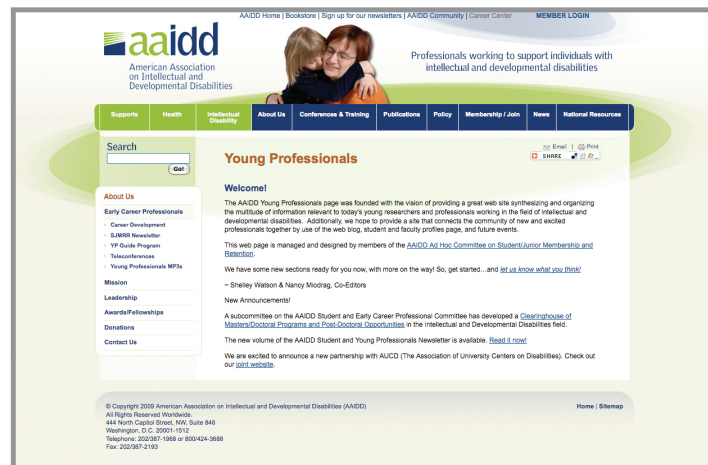 AAIDD Home | Bookstore | Sign up for our newsletters | AAIDD Community | Career Center MEMBER LOGIN
aaidd
American Association
on Intellectual and
Developmental Disabilities
Professionals working to support individuals with
intellectual and developmental disabilities
Supports Health Intellectual Disability About Us Conferences & Training Publications Policy Membership / Join News National Resources
Search
Go!
Email | Print
SHARE
Young Professionals
About Us
Early Career Professionals
Career Development
SJMRR Newsletter
YP Guide Program
Teleconferences
Young Professionals MP3s
Mission
Leadership
Awards/Fellowships
Donations
Contact Us
Welcome!
The AAIDD Young Professionals page was founded with the vision of providing a great web site synthesizing and organizing
the multitude of information relevant to today's young researchers and professionals working in the field of intellectual and
developmental disabilities. Additionally, we hope to provide a site that connects the community of new and excited
professionals together by use of the web blog, student and faculty profiles page, and future events.
This web page is managed and designed by members of the AAIDD Ad Hoc Committee on Student/Junior Membership and
Retention.
We have some new sections ready for you now, with more on the way! So, get started...and let us know what you think!
~ Shelley Watson & Nancy Miodrag, Co-Editors
New Announcements!
A subcommittee on the AAIDD Student and Early Career Professional Committee has developed a Clearinghouse of
Masters/Doctoral Programs and Post-Doctoral Opportunities in the Intellectual and Developmental Disabilities field.
The new volume of the AAIDD Student and Young Professionals Newsletter is available. Read it now!
We are excited to announce a new partnership with AUCD (The Association of University Centers on Disabilities). Check out
our joint website.
© Copyright 2009 American Association on Intellectual and Developmental Disabilities (AAIDD)
All Rights Reserved Worldwide.
444 North Capitol Street, NW, Suite 846
Washington, D.C. 20001-1512
Telephone: 202/387-1968 or 800/424-3688
Fax: 202/387-2193
Home | Sitemap